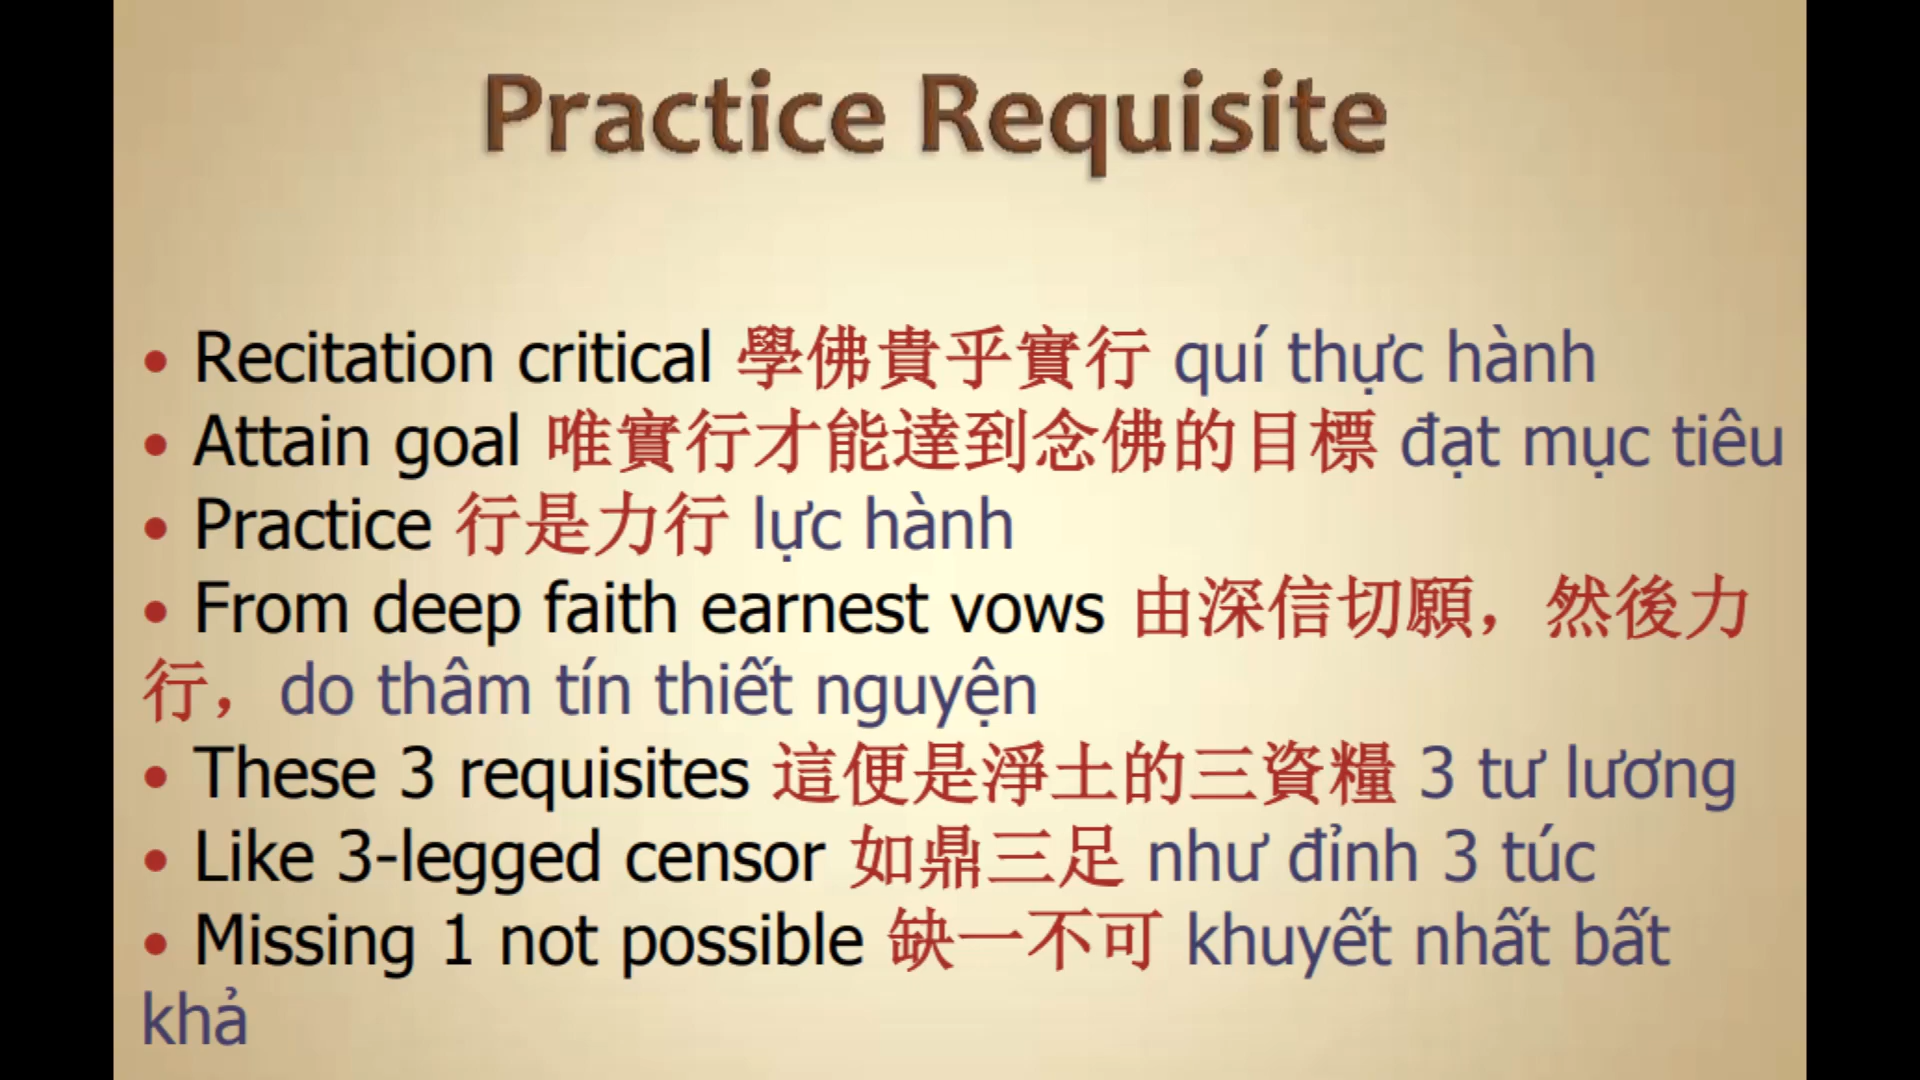 Practice Requisite
• Recitation critical 學佛貴乎實行 quí thực hành
• Attain goal 唯實行才能達到念佛的目標 đạt mục tiêu
• Practice 行是力行 lực hành
• From deep faith earnest vows 由深信切願，然後力
行，do thâm tín thiết nguyện
• These 3 requisites 這便是淨土的三資糧 3 tư lương
• Like 3-legged censor 如鼎三足 như đỉnh 3 túc
• Missing 1 not possible 缺一不可 khuyết nhất bất
khả